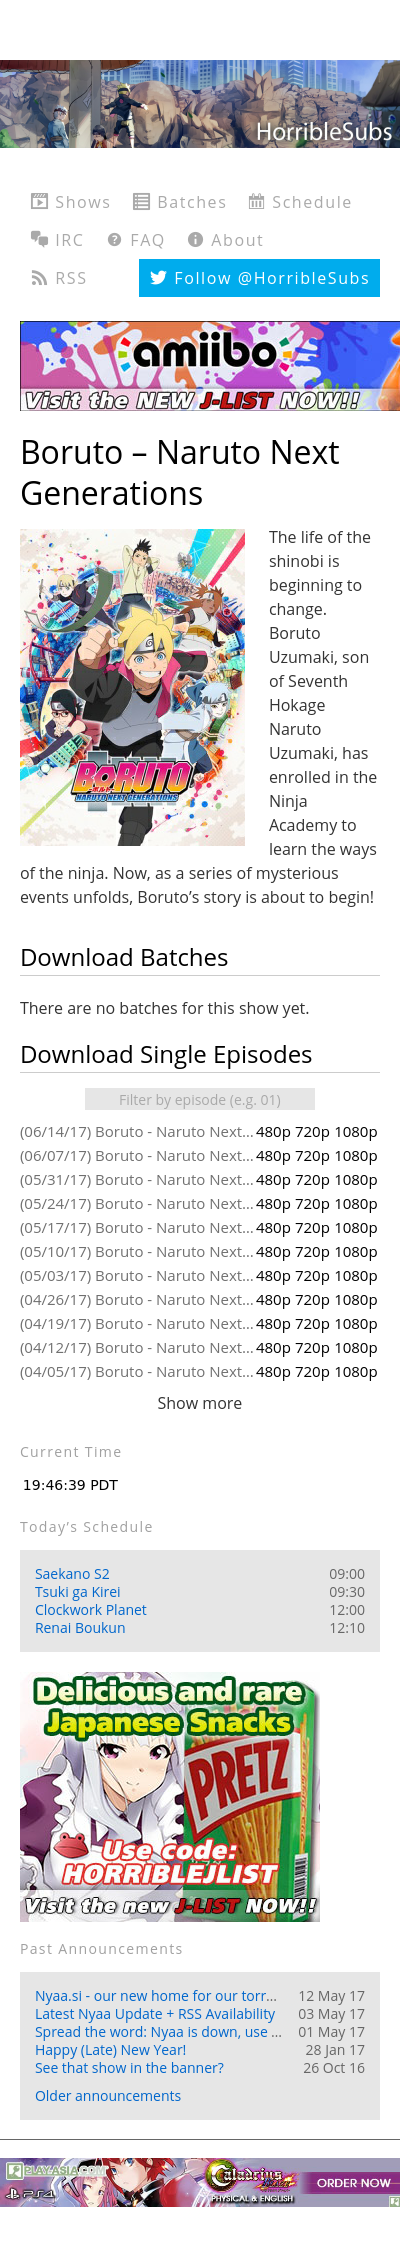 HorribleSubs
Shows Batches Schedule
IRC FAQ About
RSS Follow @HorribleSubs
amiibo
Visit the NEW J-LIST NOW!!
Boruto – Naruto Next
Generations
The life of the
shinobi is
beginning to
change.
Boruto
Uzumaki, son
of Seventh
Hokage
Naruto
Uzumaki, has
enrolled in the
Ninja
Academy to
learn the ways
BORUTO
NARUTO NEXT GENERATIONS
of the ninja. Now, as a series of mysterious
events unfolds, Boruto’s story is about to begin!
Download Batches
There are no batches for this show yet.
Download Single Episodes
Filter by episode (e.g. 01)
(06/14/17) Boruto - Naruto Next... 480p 720p 1080p
(06/07/17) Boruto - Naruto Next... 480p 720p 1080p
(05/31/17) Boruto - Naruto Next... 480p 720p 1080p
(05/24/17) Boruto - Naruto Next... 480p 720p 1080p
(05/17/17) Boruto - Naruto Next... 480p 720p 1080p
(05/10/17) Boruto - Naruto Next... 480p 720p 1080p
(05/03/17) Boruto - Naruto Next... 480p 720p 1080p
(04/26/17) Boruto - Naruto Next... 480p 720p 1080p
(04/19/17) Boruto - Naruto Next... 480p 720p 1080p
(04/12/17) Boruto - Naruto Next... 480p 720p 1080p
(04/05/17) Boruto - Naruto Next... 480p 720p 1080p
Show more
Current Time
19:46:39 PDT
Today’s Schedule
Saekano S2 09:00
Tsuki ga Kirei 09:30
Clockwork Planet 12:00
Renai Boukun 12:10
Delicious and rare
Japanese Snacks
PRETZ
Use code:
HORRIBLEJLIST
Visit the new J-LIST NOW!!
Past Announcements
Nyaa.si - our new home for our torr... 12 May 17
Latest Nyaa Update + RSS Availability 03 May 17
Spread the word: Nyaa is down, use ... 01 May 17
Happy (Late) New Year! 28 Jan 17
See that show in the banner? 26 Oct 16
Older announcements
PLAY-ASIA.COM
PS4
Caladrius
PHYSICAL & ENGLISH
ORDER NOW